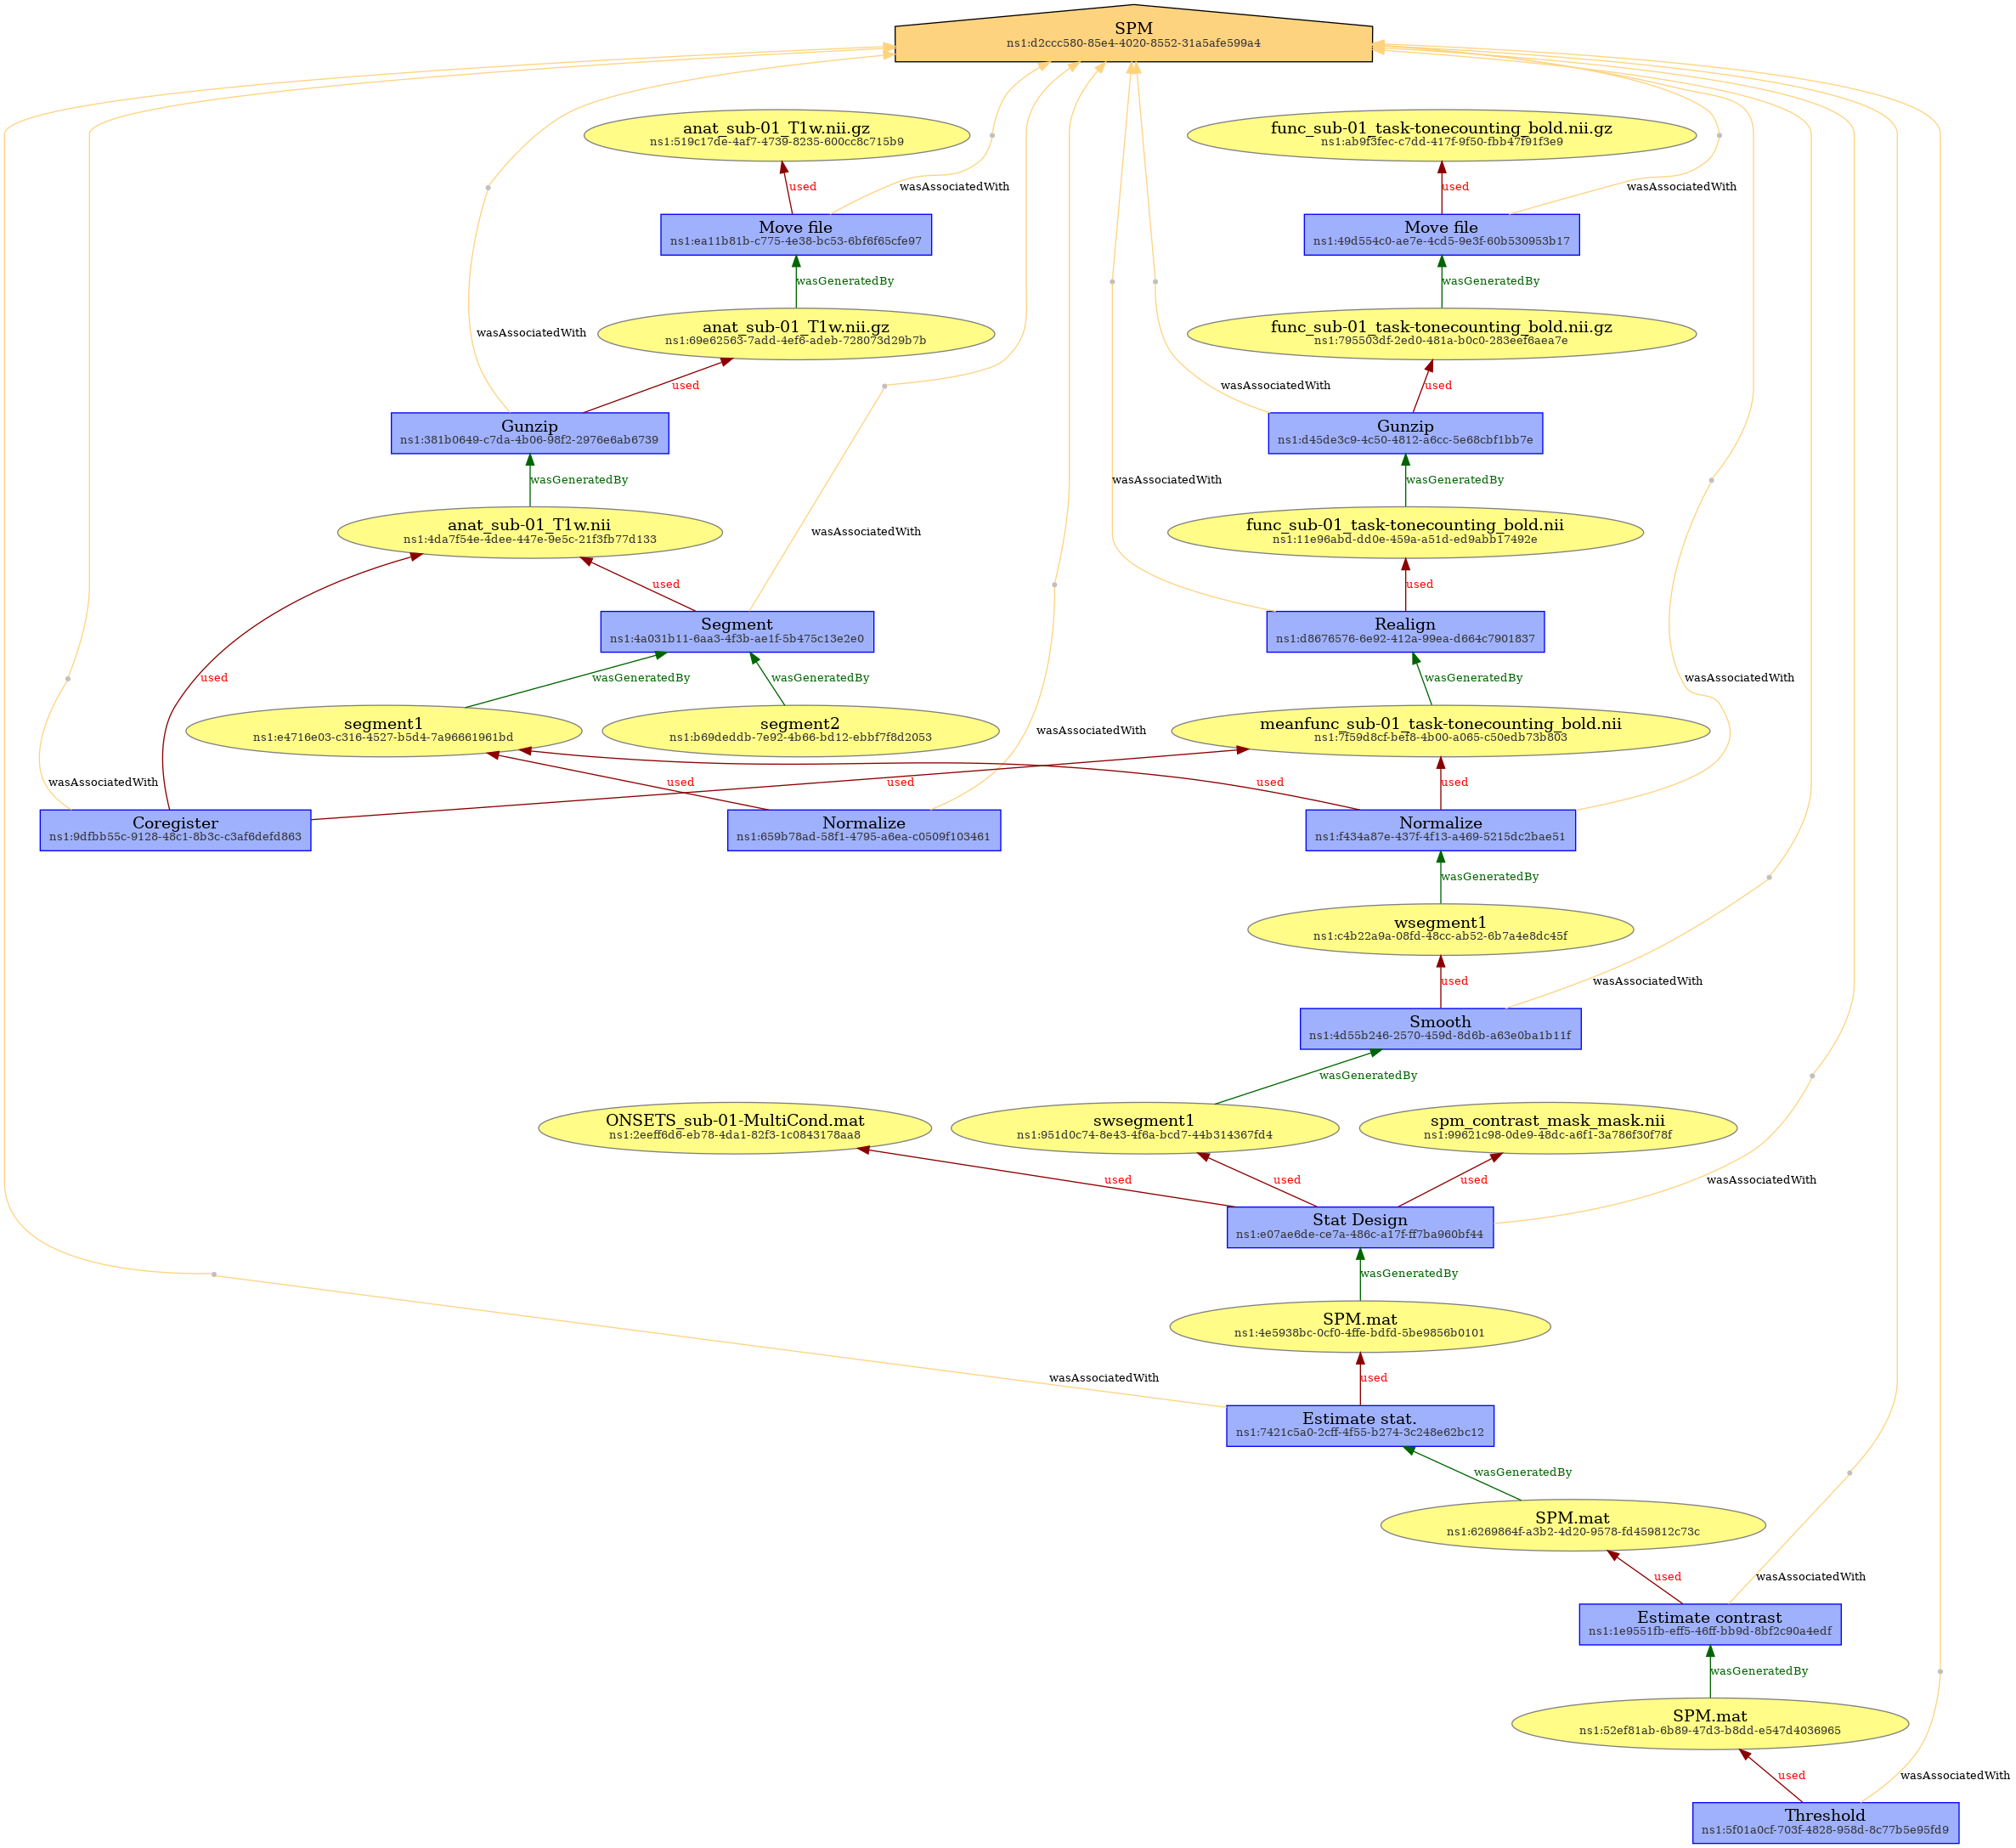 SPM
ns1:d2ccc580-85e4-4020-8552-31a5afe599a4
anat_sub-01_T1w.nii.gz
ns1:519c17de-4af7-4739-8235-600cc8c715b9
func_sub-01_task-tonecounting_bold.nii.gz
ns1:ab9f3fec-c7dd-417f-9f50-fbb47f91f3e9
used
wasAssociatedWith
used
wasAssociatedWith
Move file
ns1:ea11b81b-c775-4e38-bc53-6bf6f65cfe97
Move file
ns1:49d554c0-ae7e-4cd5-9e3f-60b530953b17
wasGeneratedBy
wasGeneratedBy
wasAssociatedWith
anat_sub-01_T1w.nii.gz
ns1:69e62563-7add-4ef6-adeb-728073d29b7b
func_sub-01_task-tonecounting_bold.nii.gz
ns1:795503df-2ed0-481a-b0c0-283eef6aea7e
used
wasAssociatedWith
used
Gunzip
ns1:381b0649-c7da-4b06-98f2-2976e6ab6739
Gunzip
ns1:d45de3c9-4c50-4812-a6cc-5e68cbf1bb7e
wasGeneratedBy
wasAssociatedWith
wasGeneratedBy
anat_sub-01_T1w.nii
ns1:4da7f54e-4dee-447e-9e5c-21f3fb77d133
wasAssociatedWith
func_sub-01_task-tonecounting_bold.nii
ns1:11e96abd-dd0e-459a-a51d-ed9abb17492e
used
used
Segment
ns1:4a031b11-6aa3-4f3b-ae1f-5b475c13e2e0
Realign
ns1:d8676576-6e92-412a-99ea-d664c7901837
used
wasGeneratedBy
wasGeneratedBy
wasGeneratedBy
wasAssociatedWith
segment1
ns1:e4716e03-c316-4527-b5d4-7a96661961bd
segment2
ns1:b69deddb-7e92-4b66-bd12-ebbf7f8d2053
wasAssociatedWith
meanfunc_sub-01_task-tonecounting_bold.nii
ns1:7f59d8cf-bef8-4b00-a065-c50edb73b803
wasAssociatedWith
used
used
used
used
Coregister
ns1:9dfbb55c-9128-48c1-8b3c-c3af6defd863
Normalize
ns1:659b78ad-58f1-4795-a6ea-c0509f103461
Normalize
ns1:f434a87e-437f-4f13-a469-5215dc2bae51
wasGeneratedBy
wsegment1
ns1:c4b22a9a-08fd-48cc-ab52-6b7a4e8dc45f
used
wasAssociatedWith
Smooth
ns1:4d55b246-2570-459d-8d6b-a63e0ba1b11f
wasGeneratedBy
ONSETS_sub-01-MultiCond.mat
ns1:2eeff6d6-eb78-4da1-82f3-1c0843178aa8
swsegment1
ns1:951d0c74-8e43-4f6a-bcd7-44b314367fd4
spm_contrast_mask_mask.nii
ns1:99621c98-0de9-48dc-a6f1-3a786f30f78f
used
used
used
wasAssociatedWith
Stat Design
ns1:e07ae6de-ce7a-486c-a17f-ff7ba960bf44
wasGeneratedBy
SPM.mat
ns1:4e5938bc-0cf0-4ffe-bdfd-5be9856b0101
wasAssociatedWith
used
Estimate stat.
ns1:7421c5a0-2cff-4f55-b274-3c248e62bc12
wasGeneratedBy
SPM.mat
ns1:6269864f-a3b2-4d20-9578-fd459812c73c
used
wasAssociatedWith
Estimate contrast
ns1:1e9551fb-eff5-46ff-bb9d-8bf2c90a4edf
wasGeneratedBy
SPM.mat
ns1:52ef81ab-6b89-47d3-b8dd-e547d4036965
used
wasAssociatedWith
Threshold
ns1:5f01a0cf-703f-4828-958d-8c77b5e95fd9